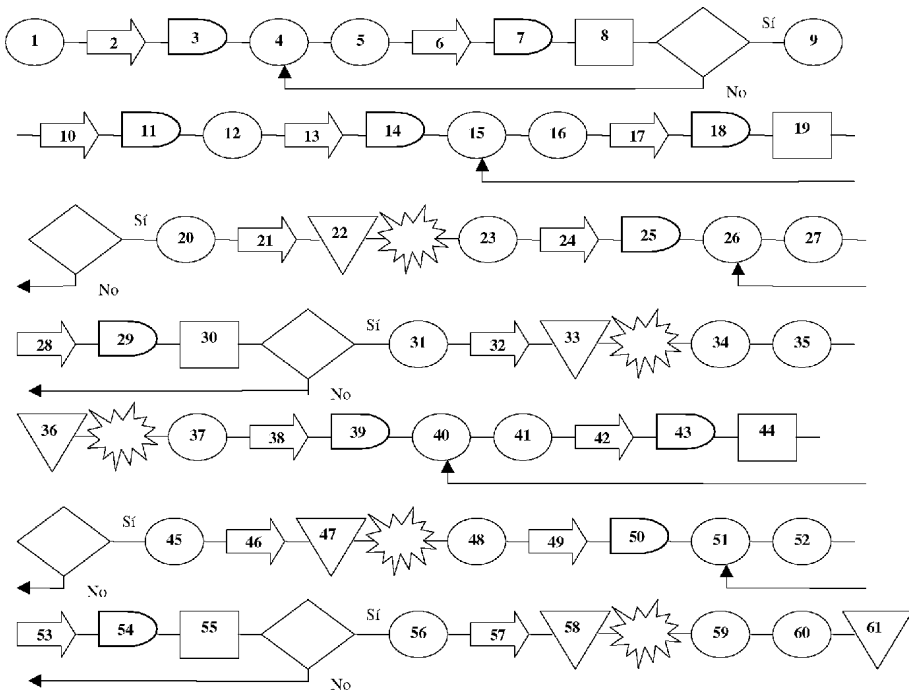 1 2 3 4 5 6 7 8 Sí 9
No
10 11 12 13 14 15 16 17 18 19
Sí
20 21 22 23 24 25 26 27
No
28 29 30 Sí 31 32 33 34 35
No
36 37 38 39 40 41 42 43 44
Sí 45 46 47 48 49 50 51 52
No
53 54 55 Sí 56 57 58 59 60 61
No